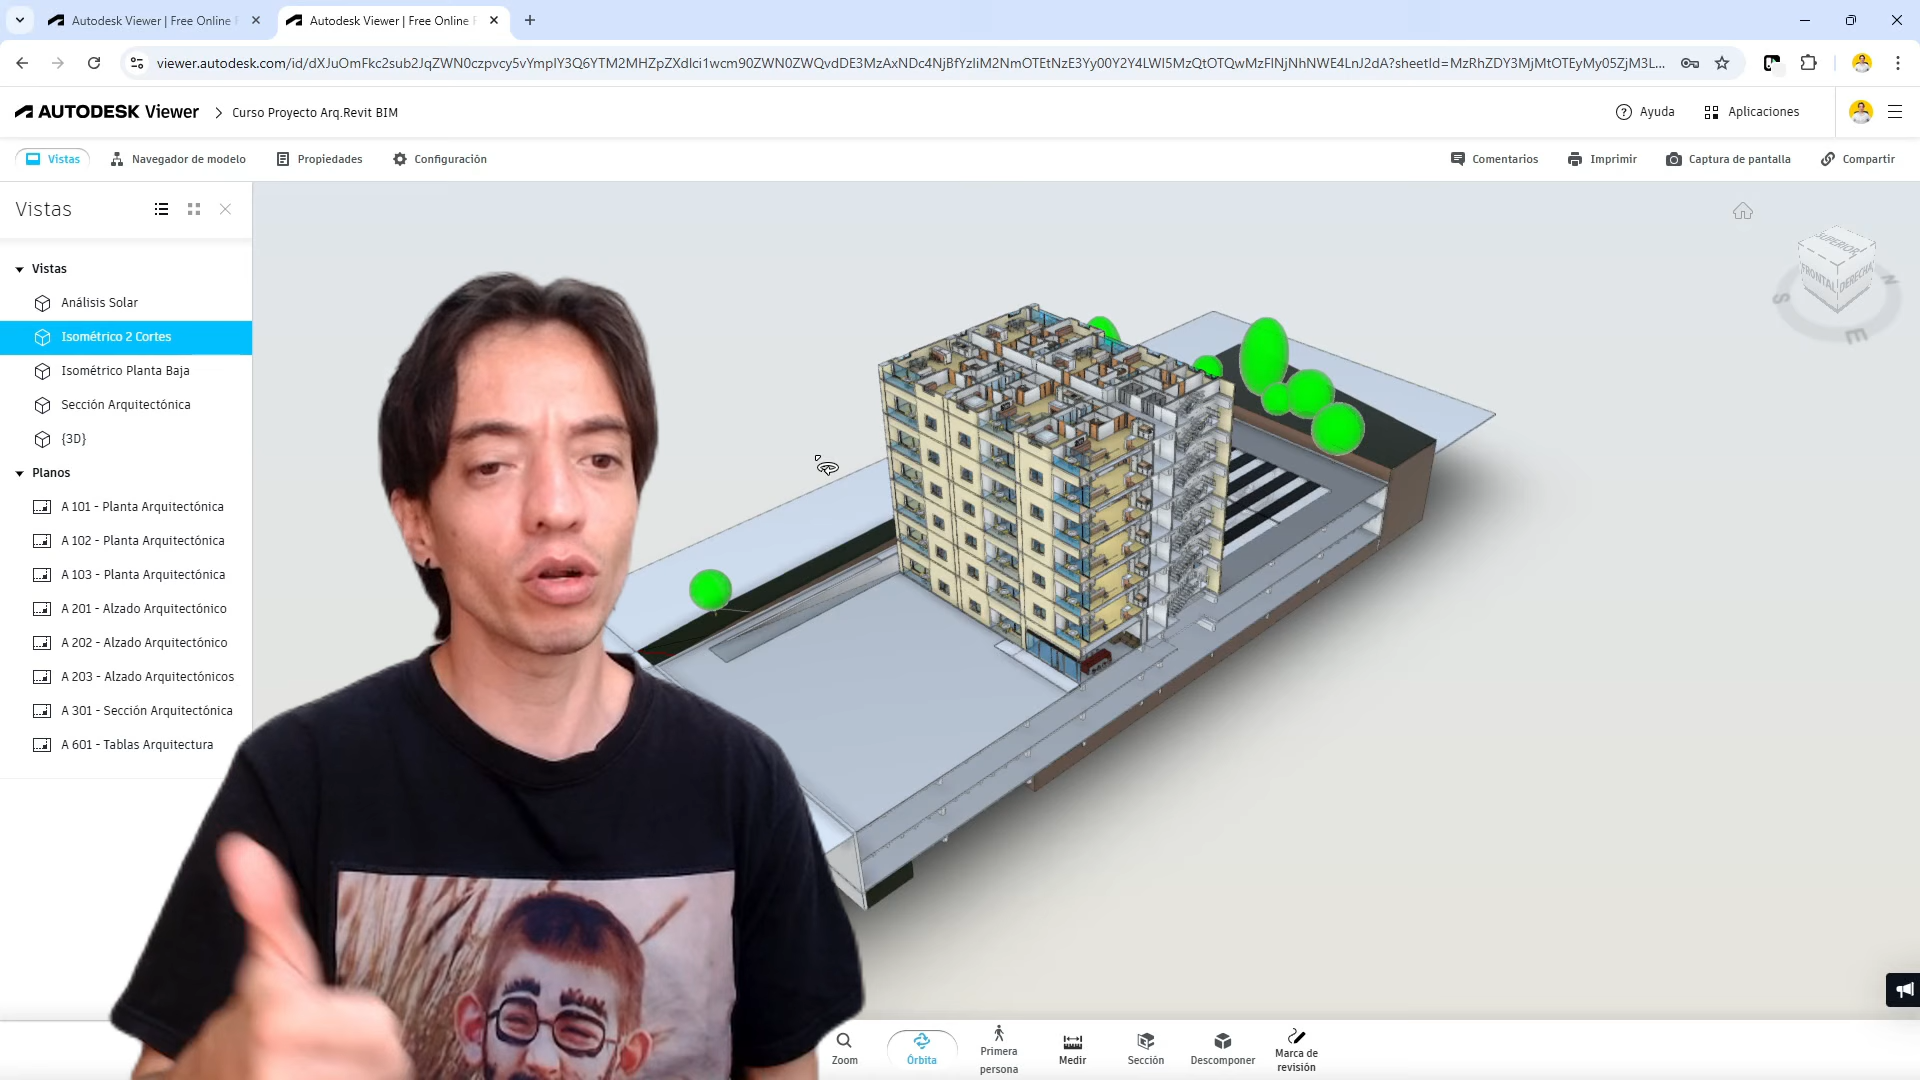 Autodesk Viewer | Free Online F
Autodesk Viewer | Free Online F
AUTODESK Viewer
Curso Proyecto Arq.Revit BIM
Ayuda
Aplicaciones
Vistas
Navegador de modelo
Propiedades
Configuración
Comentarios
Imprimir
Captura de pantalla
Compartir
Vistas
Vistas
Análisis Solar
Isométrico 2 Cortes
Isométrico Planta Baja
Sección Arquitectónica
{3D}
Planos
A 101 - Planta Arquitectónica
A 102 - Planta Arquitectónica
A 103 - Planta Arquitectónica
A 201 - Alzado Arquitectónico
A 202 - Alzado Arquitectónico
A 203 - Alzado Arquitectónicos
A 301 - Sección Arquitectónica
A 601 - Tablas Arquitectura
SUPERIOR
FRONTAL
DERECHA
S
E
N
Zoom
Órbita
Primera
persona
Medir
Sección
Descomponer
Marca de
revisión